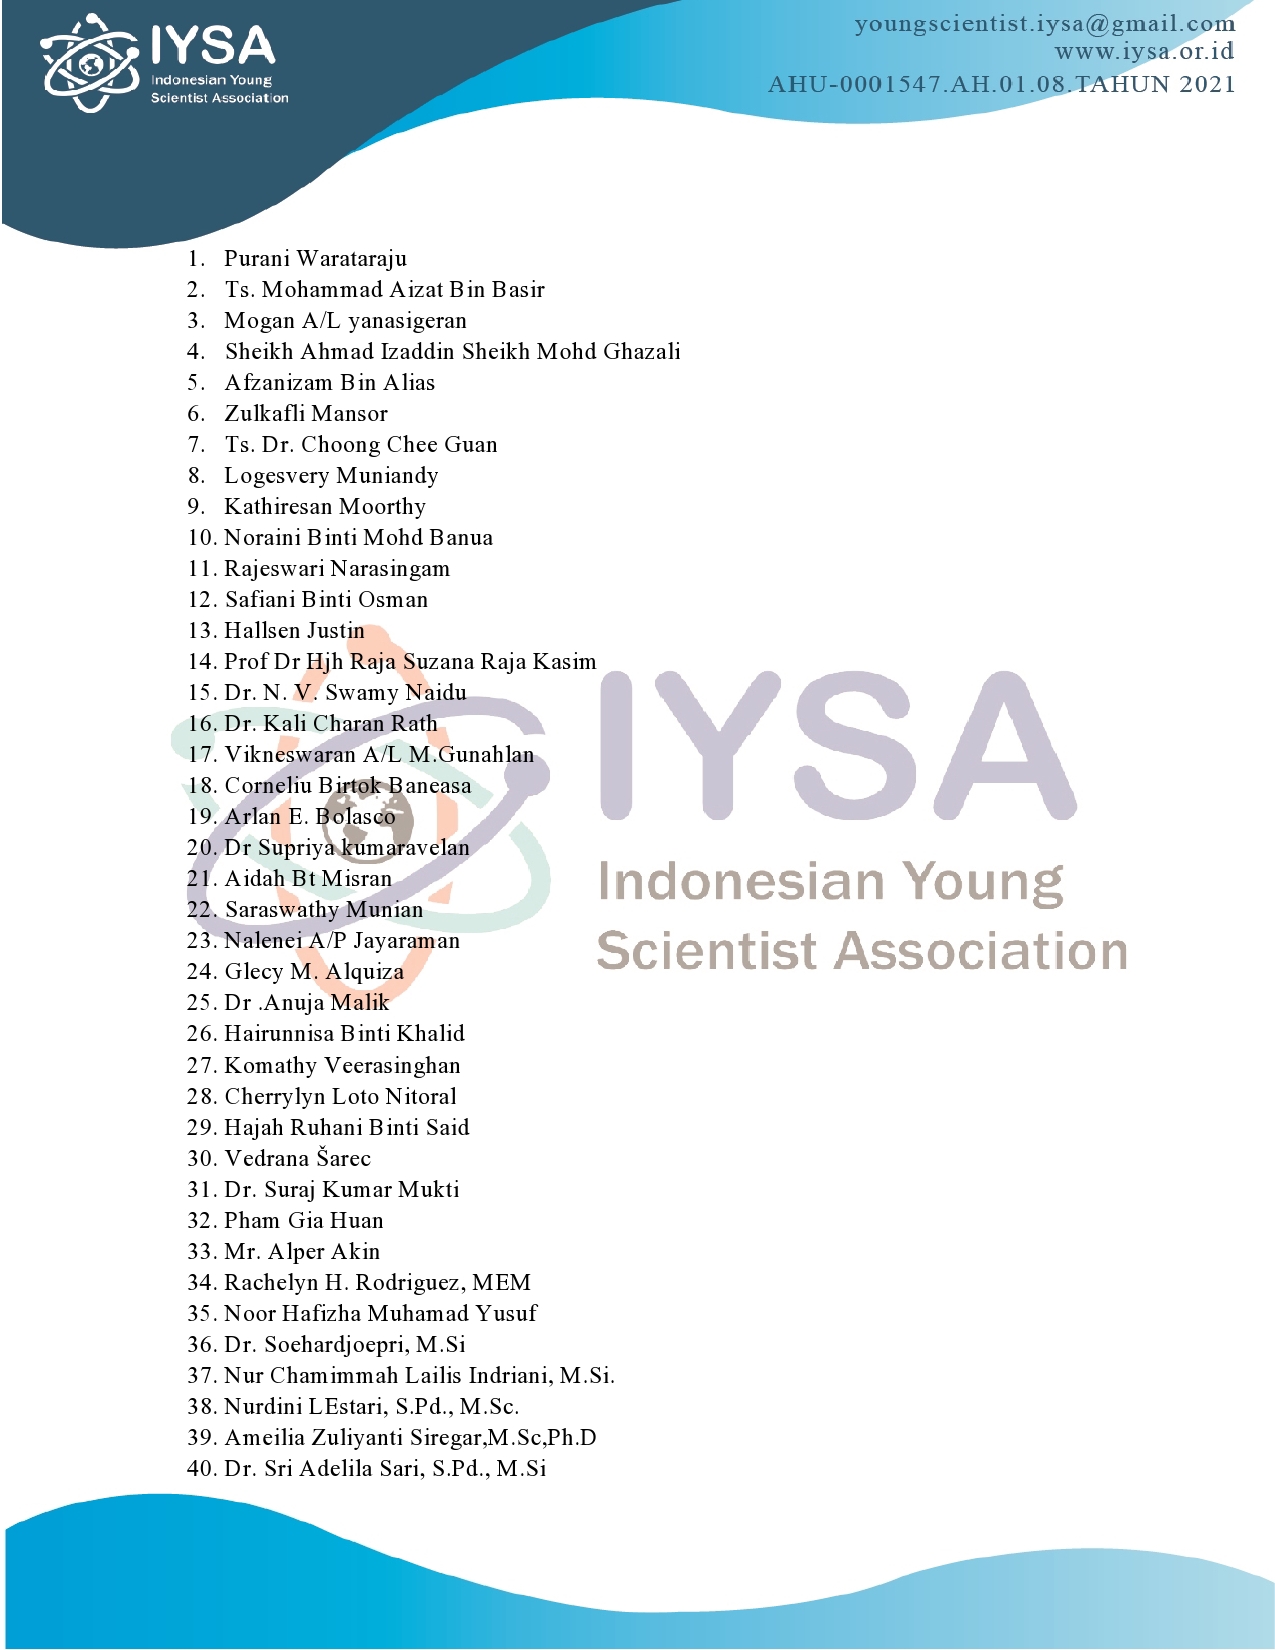 IYSA
Indonesian Young
Scientist Association
youngscientist.iysa@gmail.com
www.iysa.or.id
AHU-0001547.AH.01.08.TAHUN 2021
1. Purani Warataraju
2. Ts. Mohammad Aizat Bin Basir
3. Mogan A/L yanasigeran
4. Sheikh Ahmad Izaddin Sheikh Mohd Ghazali
5. Afzanizam Bin Alias
6. Zulkafli Mansor
7. Ts. Dr. Choong Chee Guan
8. Logesvery Muniandy
9. Kathiresan Moorthy
10. Noraini Binti Mohd Banua
11. Rajeswari Narasingam
12. Safiani Binti Osman
13. Hallsen Justin
14. Prof Dr Hjh Raja Suzana Raja Kasim
15. Dr. N. V. Swamy Naidu
16. Dr. Kali Charan Rath
17. Vikneswaran A/L M.Gunahlan
18. Corneliu Birtok Baneasa
19. Arlan E. Bolasco
20. Dr Supriya kumaravelan
21. Aidah Bt Misran
22. Saraswathy Munian
23. Nalenei A/P Jayaraman
24. Glecy M. Alquiza
25. Dr .Anuja Malik
26. Hairunnisa Binti Khalid
27. Komathy Veerasinghan
28. Cherrylyn Loto Nitoral
29. Hajah Ruhani Binti Said
30. Vedrana Šarec
31. Dr. Suraj Kumar Mukti
32. Pham Gia Huan
33. Mr. Alper Akin
34. Rachelyn H. Rodriguez, MEM
35. Noor Hafizha Muhamad Yusuf
36. Dr. Soehardjoepri, M.Si
37. Nur Chamimmah Lailis Indriani, M.Si.
38. Nurdini LEstari, S.Pd., M.Sc.
39. Ameilia Zuliyanti Siregar,M.Sc,Ph.D
40. Dr. Sri Adelila Sari, S.Pd., M.Si
IYSA
Indonesian Young
Scientist Association